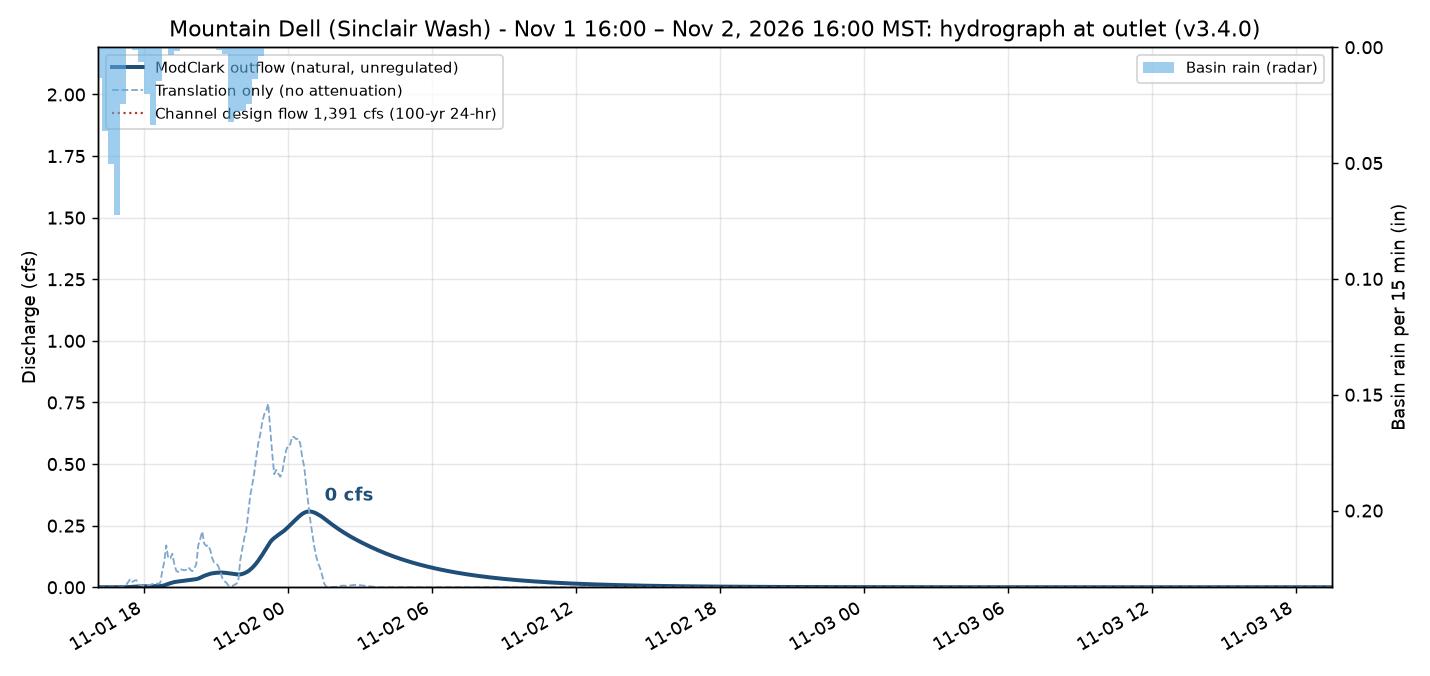 Mountain Dell (Sinclair Wash) - Nov 1 16:00 – Nov 2, 2026 16:00 MST: hydrograph at outlet (v3.4.0)
ModClark outflow (natural, unregulated)
Translation only (no attenuation)
Channel design flow 1,391 cfs (100-yr 24-hr)
Basin rain (radar)
Discharge (cfs)
2.00
1.75
1.50
1.25
1.00
0.75
0.50
0.25
0.00
0 cfs
0.00
0.05
0.10
0.15
0.20
Basin rain per 15 min (in)
11-01 18
11-02 00
11-02 06
11-02 12
11-02 18
11-03 00
11-03 06
11-03 12
11-03 18